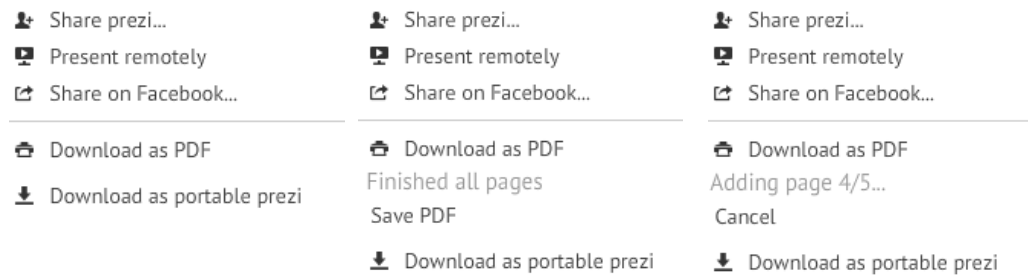 Share prezi...
Present remotely
Share on Facebook...
Download as PDF
Download as portable prezi
Share prezi...
Present remotely
Share on Facebook...
Download as PDF
Finished all pages
Save PDF
Download as portable prezi
Share prezi...
Present remotely
Share on Facebook...
Download as PDF
Adding page 4/5...
Cancel
Download as portable prezi